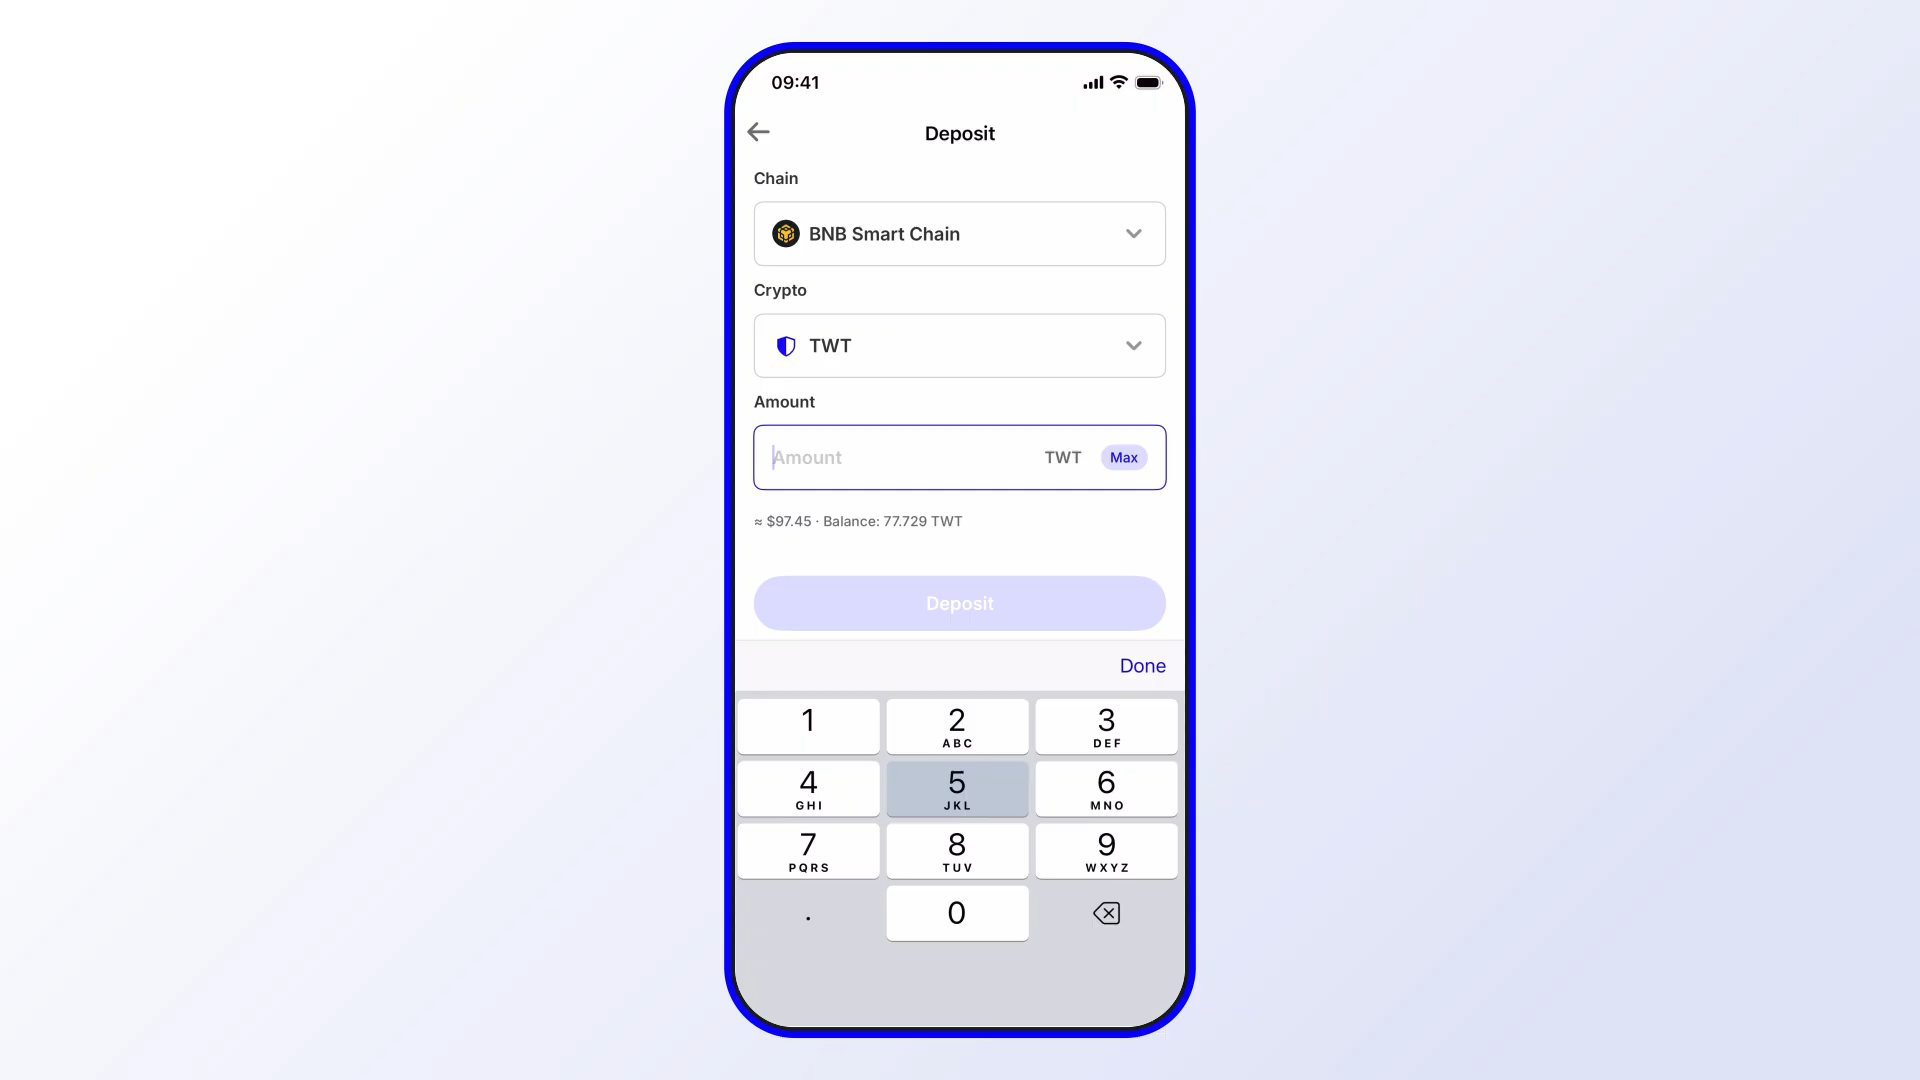 09:41
Deposit
Chain
BNB Smart Chain
Crypto
TWT
Amount
Amount TWT Max
≈ $97.45 · Balance: 77.729 TWT
Deposit
Done
1 2 3
ABC DEF
4 5 6
GHI JKL MNO
7 8 9
PQRS TUV WXYZ
. 0